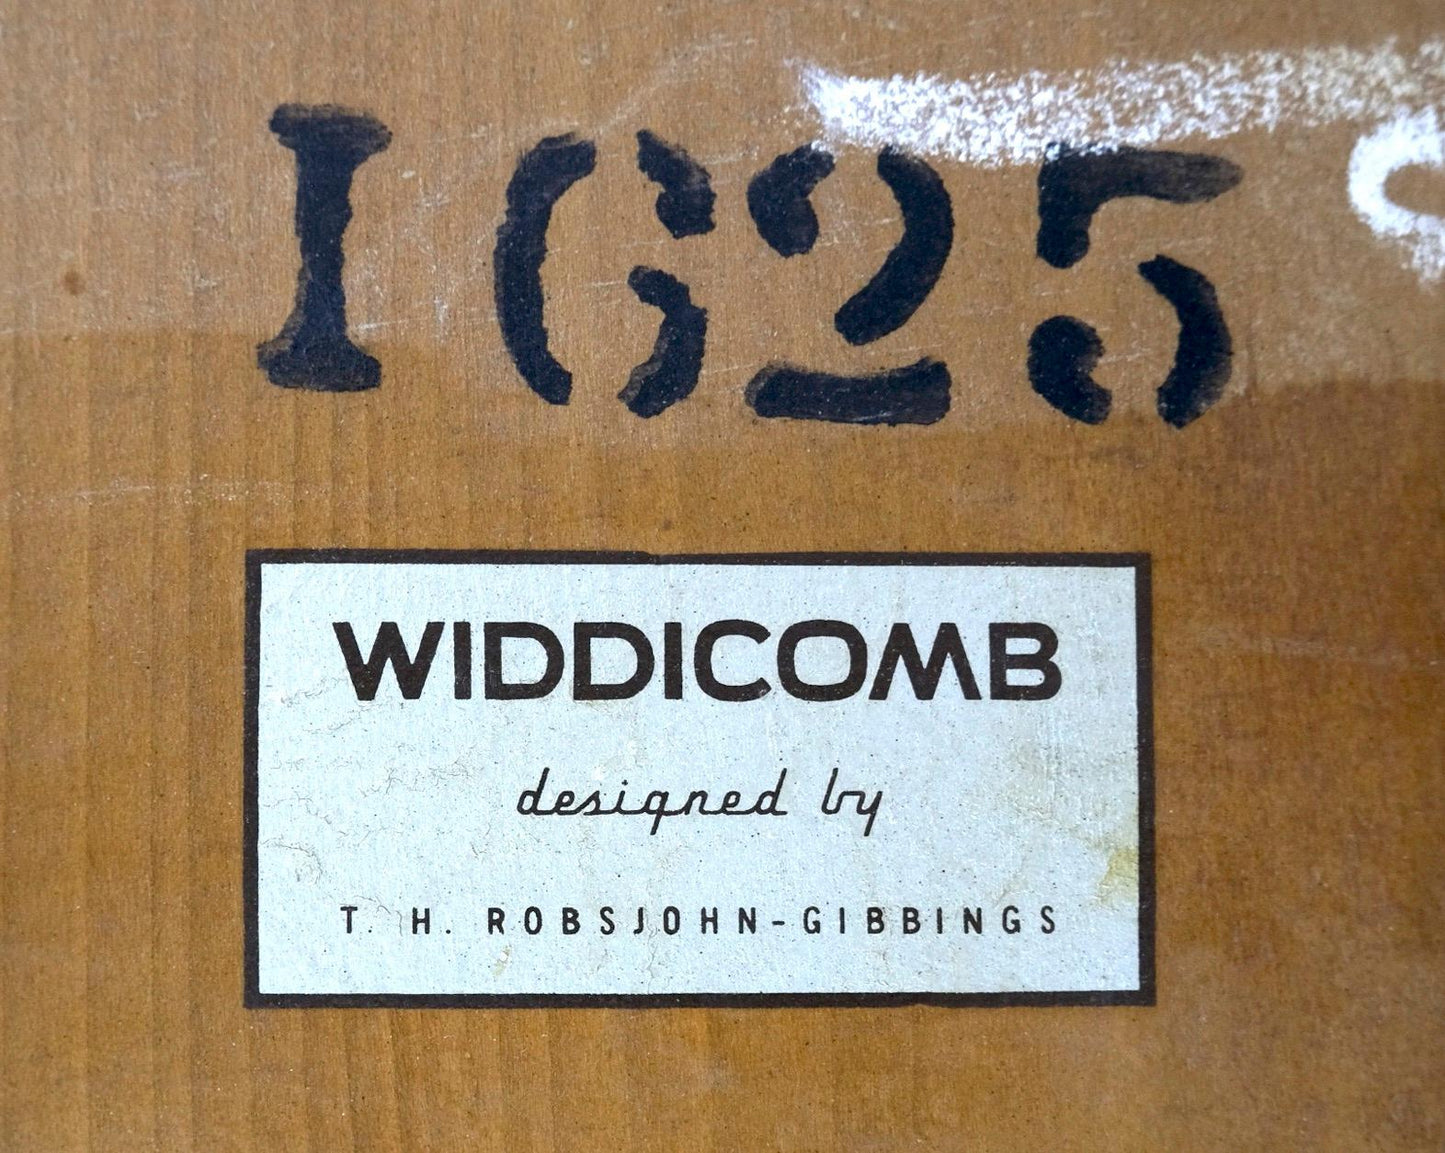 1625
WIDDICOMB
designed by
T. H. ROBSJOHN-GIBBINGS